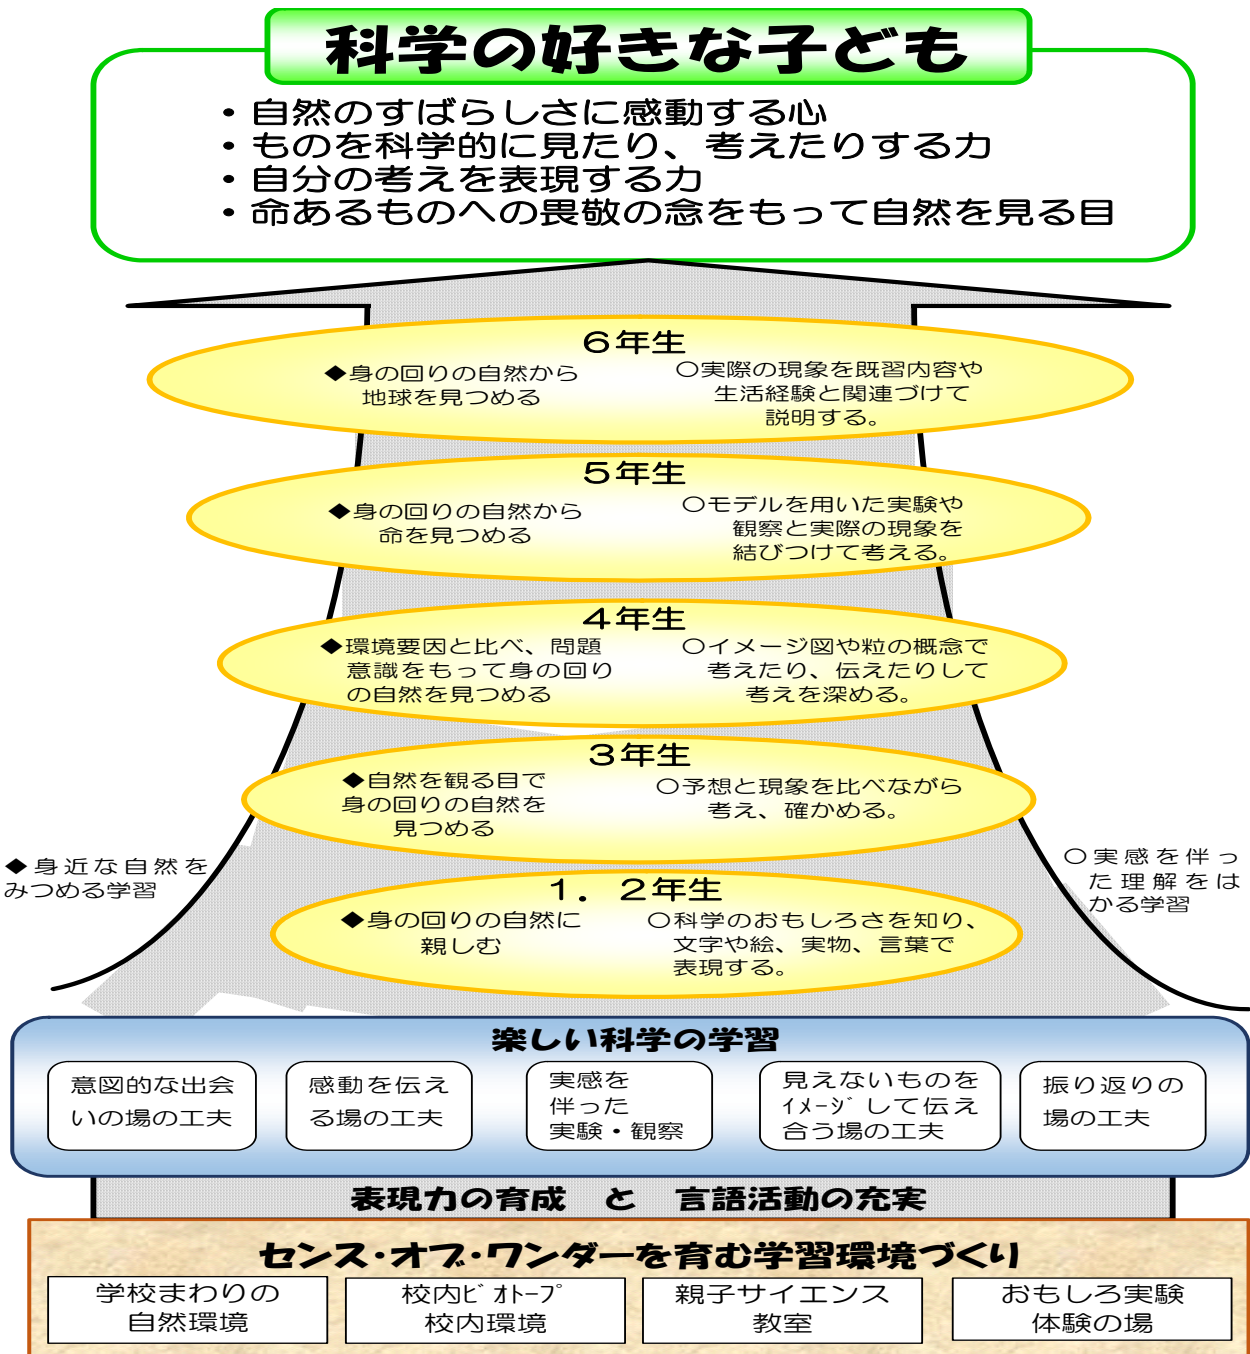 科学の好きな子ども
・自然のすばらしさに感動する心
・ものを科学的に見たり、考えたりする力
・自分の考えを表現する力
・命あるものへの畏敬の念をもって自然を見る目
6年生
◆身の回りの自然から
地球を見つめる
○実際の現象を既習内容や
生活経験と関連づけて
説明する。
5年生
◆身の回りの自然から
命を見つめる
○モデルを用いた実験や
観察と実際の現象を
結びつけて考える。
4年生
◆環境要因と比べ、問題
意識をもって身の回り
の自然を見つめる
○イメージ図や粒の概念で
考えたり、伝えたりして
考えを深める。
3年生
◆自然を観る目で
身の回りの自然を
見つめる
○予想と現象を比べながら
考え、確かめる。
◆身近な自然を
みつめる学習
○実感を伴っ
た理解をは
かる学習
1．2年生
◆身の回りの自然に
親しむ
○科学のおもしろさを知り、
文字や絵、実物、言葉で
表現する。
楽しい科学の学習
意図的な出会
いの場の工夫
感動を伝え
る場の工夫
実感を
伴った
実験・観察
見えないものを
ｲﾒｰｼﾞして伝え
合う場の工夫
振り返りの
場の工夫
表現力の育成　と　言語活動の充実
センス・オブ・ワンダーを育む学習環境づくり
学校まわりの
自然環境
校内ﾋﾞｵﾄｰﾌﾟ
校内環境
親子サイエンス
教室
おもしろ実験
体験の場